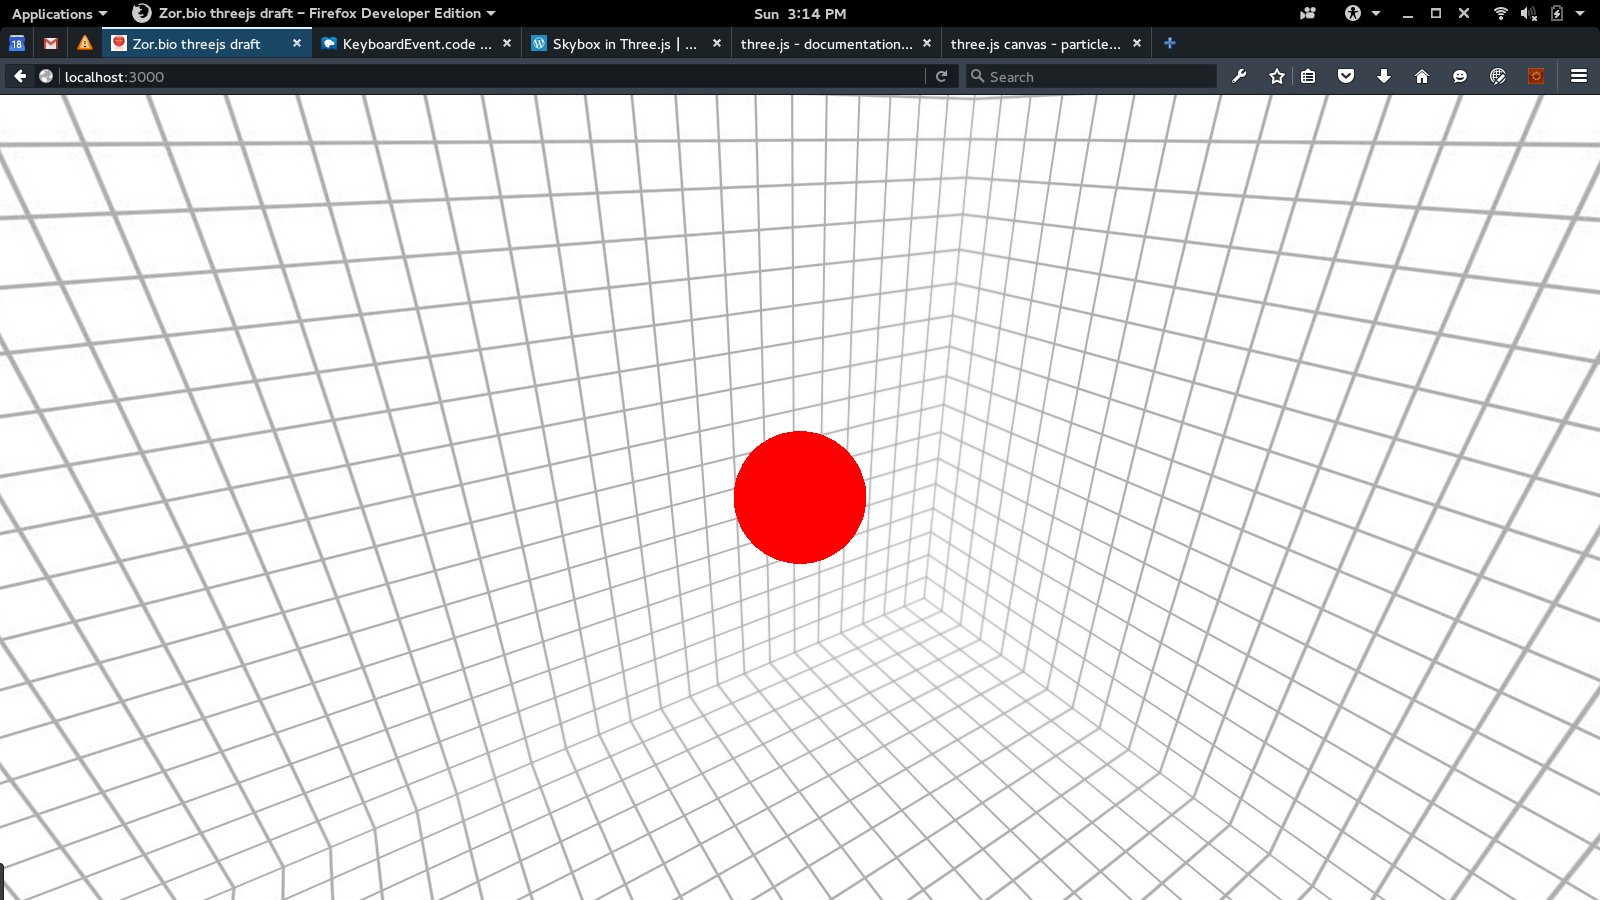 Applications Zor.bio threejs draft – Firefox Developer Edition Sun 3:14 PM
18 Zor.bio threejs draft KeyboardEvent.code ... Skybox in Three.js | ... three.js - documentation... three.js canvas - particle...
localhost:3000 Search